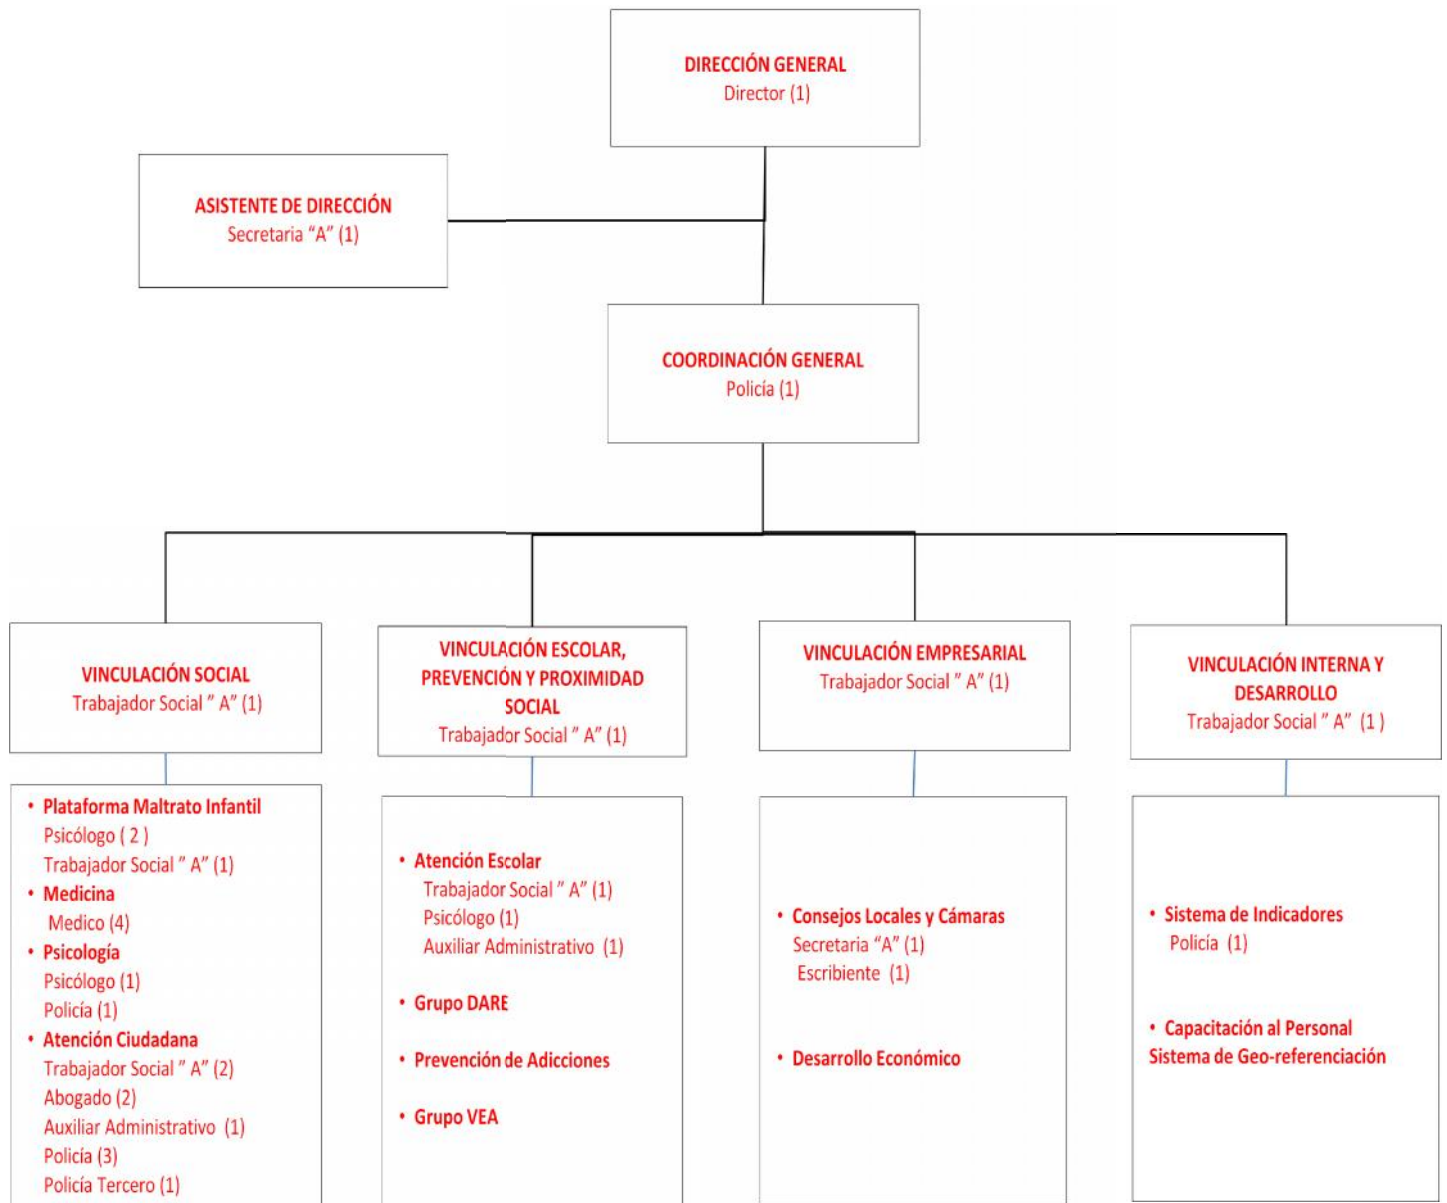 DIRECCIÓN GENERAL
Director (1)
ASISTENTE DE DIRECCIÓN
Secretaria “A” (1)
COORDINACIÓN GENERAL
Policía (1)
VINCULACIÓN SOCIAL
Trabajador Social ” A” (1)
• Plataforma Maltrato Infantil
Psicólogo ( 2 )
Trabajador Social ” A” (1)
• Medicina
Medico (4)
• Psicología
Psicólogo (1)
Policía (1)
• Atención Ciudadana
Trabajador Social ” A” (2)
Abogado (2)
Auxiliar Administrativo (1)
Policía (3)
Policía Tercero (1)
VINCULACIÓN ESCOLAR,
PREVENCIÓN Y PROXIMIDAD
SOCIAL
Trabajador Social ” A” (1)
• Atención Escolar
Trabajador Social ” A” (1)
Psicólogo (1)
Auxiliar Administrativo (1)
• Grupo DARE
• Prevención de Adicciones
• Grupo VEA
VINCULACIÓN EMPRESARIAL
Trabajador Social ” A” (1)
• Consejos Locales y Cámaras
Secretaria “A” (1)
Escribiente (1)
• Desarrollo Económico
VINCULACIÓN INTERNA Y
DESARROLLO
Trabajador Social ” A” (1 )
• Sistema de Indicadores
Policía (1)
• Capacitación al Personal
Sistema de Geo-referenciación